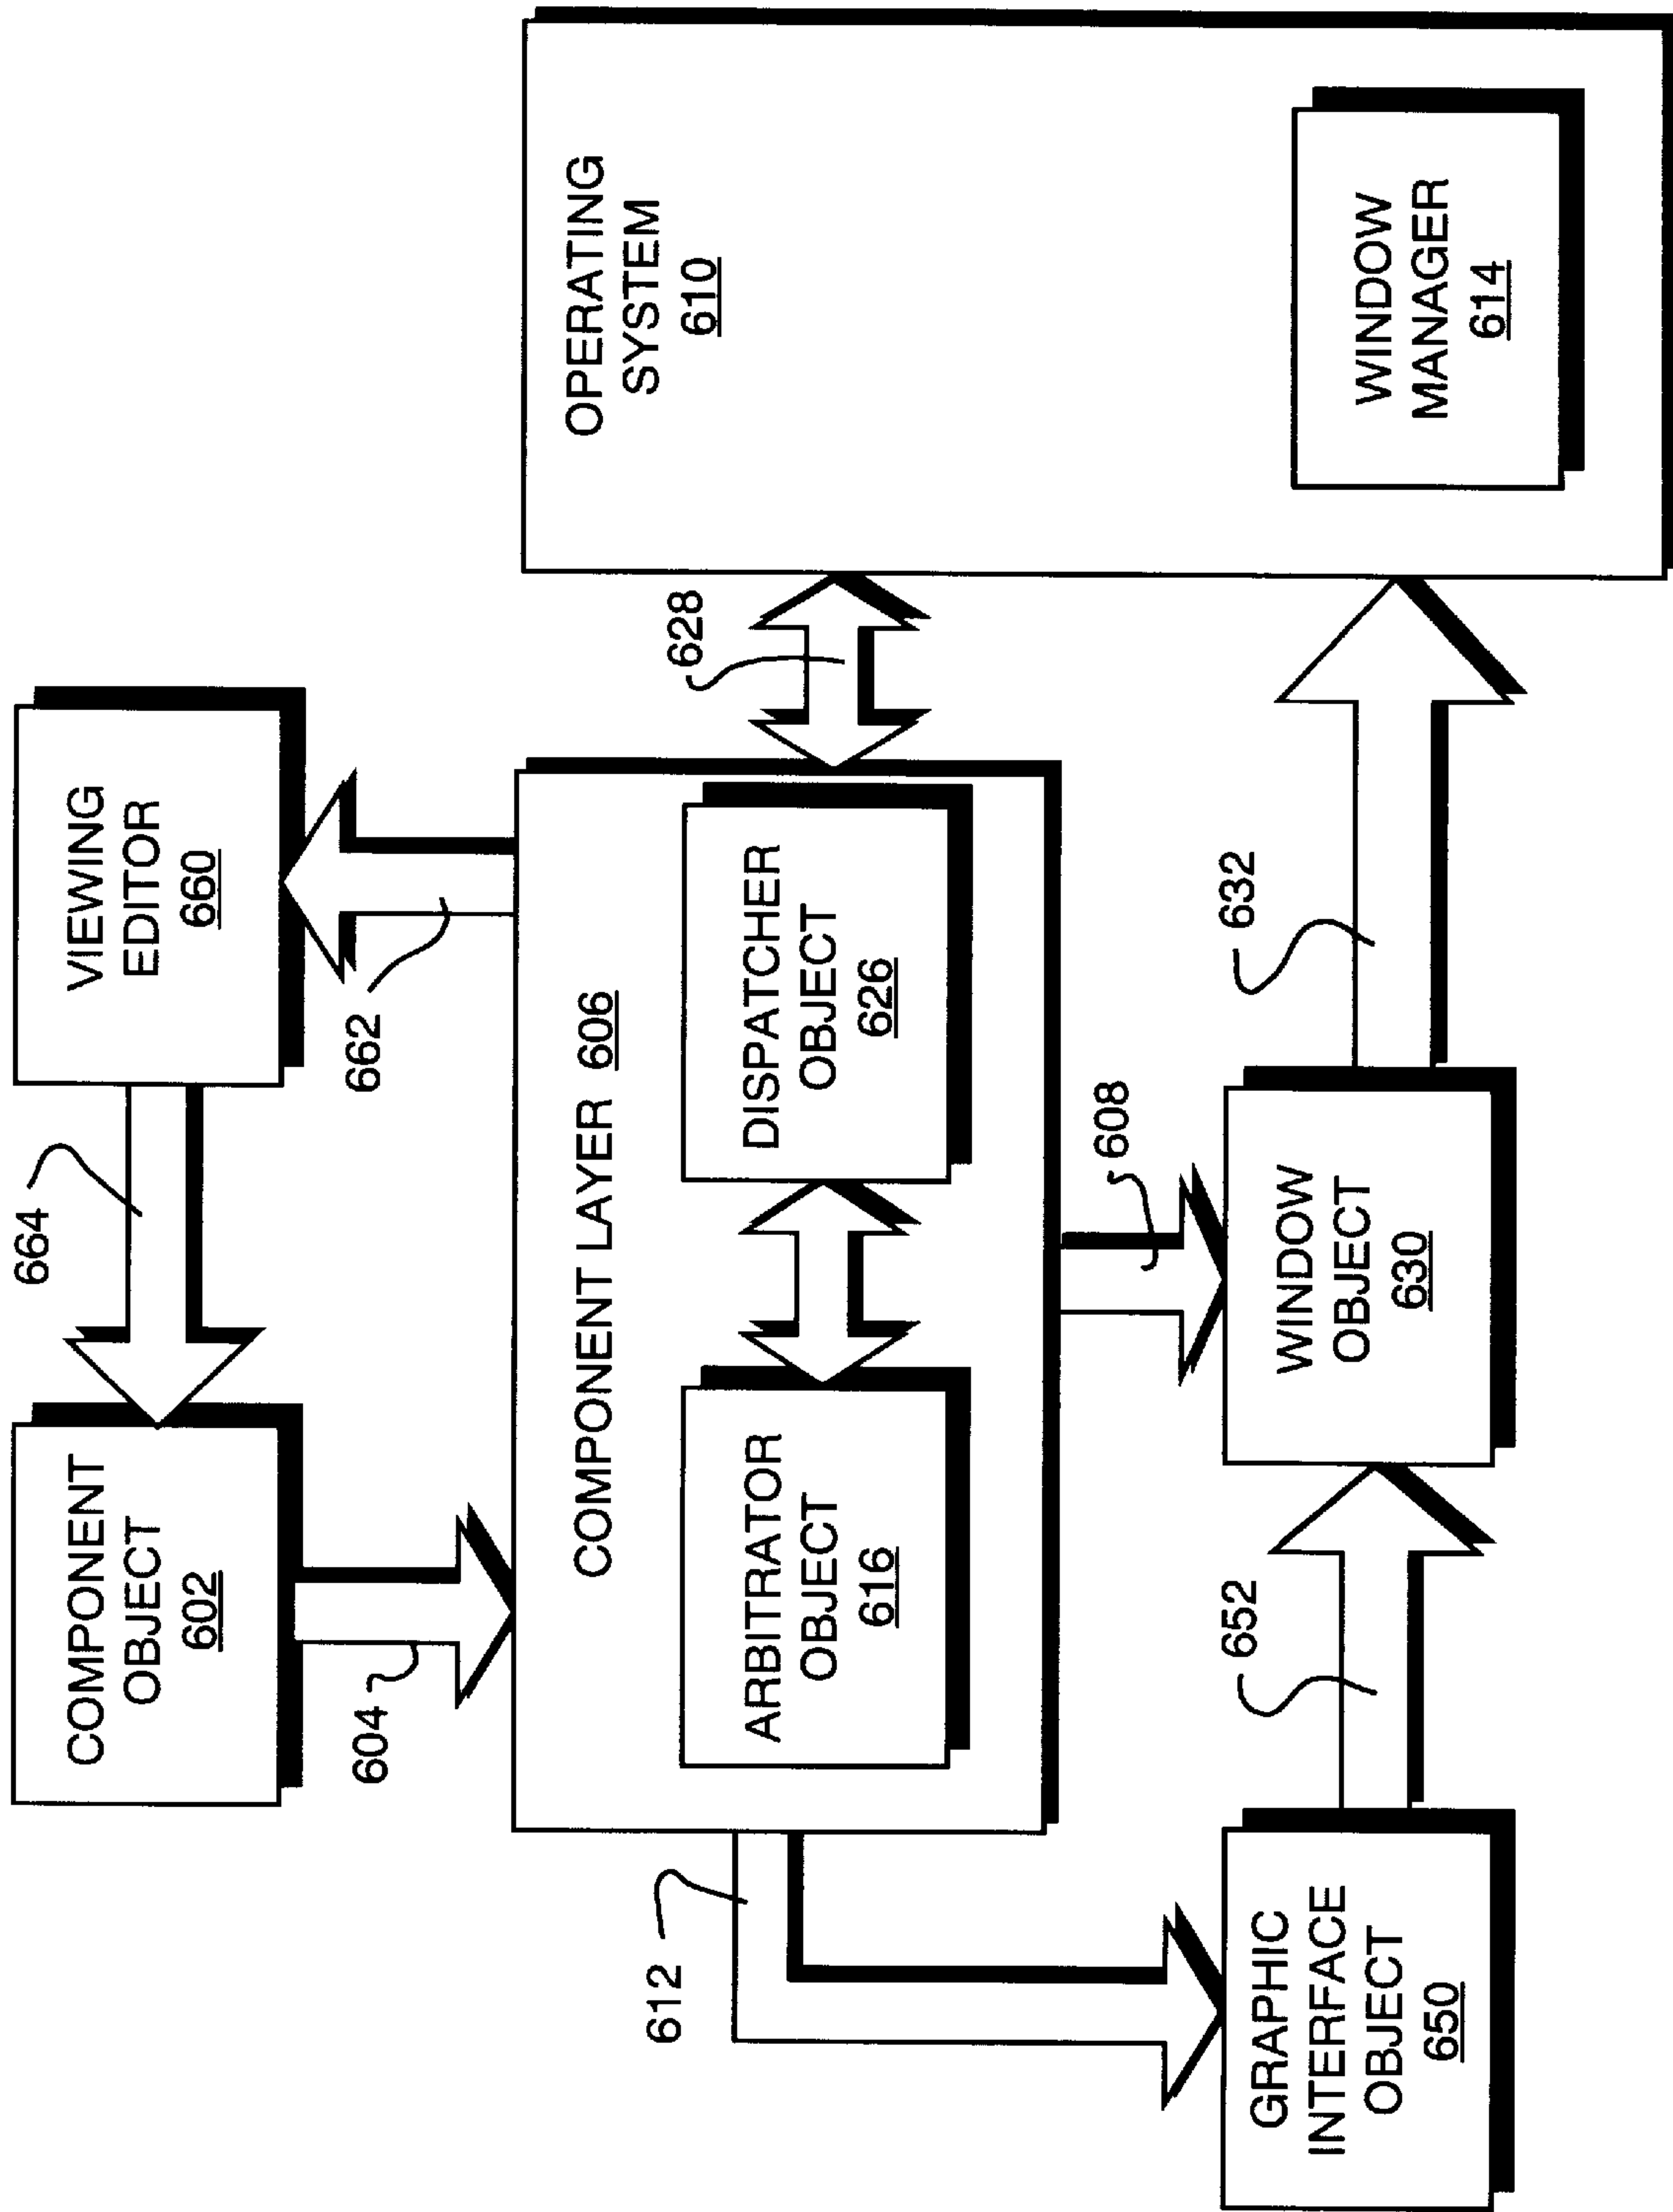 COMPONENT
OBJECT
602
664
VIEWING
EDITOR
660
604
662
COMPONENT LAYER 606
ARBITRATOR
OBJECT
616
DISPATCHER
OBJECT
626
628
OPERATING
SYSTEM
610
612
608
GRAPHIC
INTERFACE
OBJECT
650
652
WINDOW
OBJECT
630
632
WINDOW
MANAGER
614